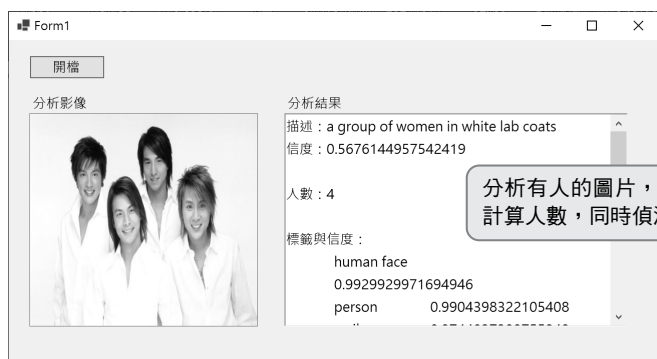 Form1
開檔
分析影像
分析結果
描述：a group of women in white lab coats
信度：0.5676144957542419
人數：4
分析有人的圖片，
計算人數，同時偵
標籤與信度：
human face
0.9929929971694946
person 0.9904398322105408